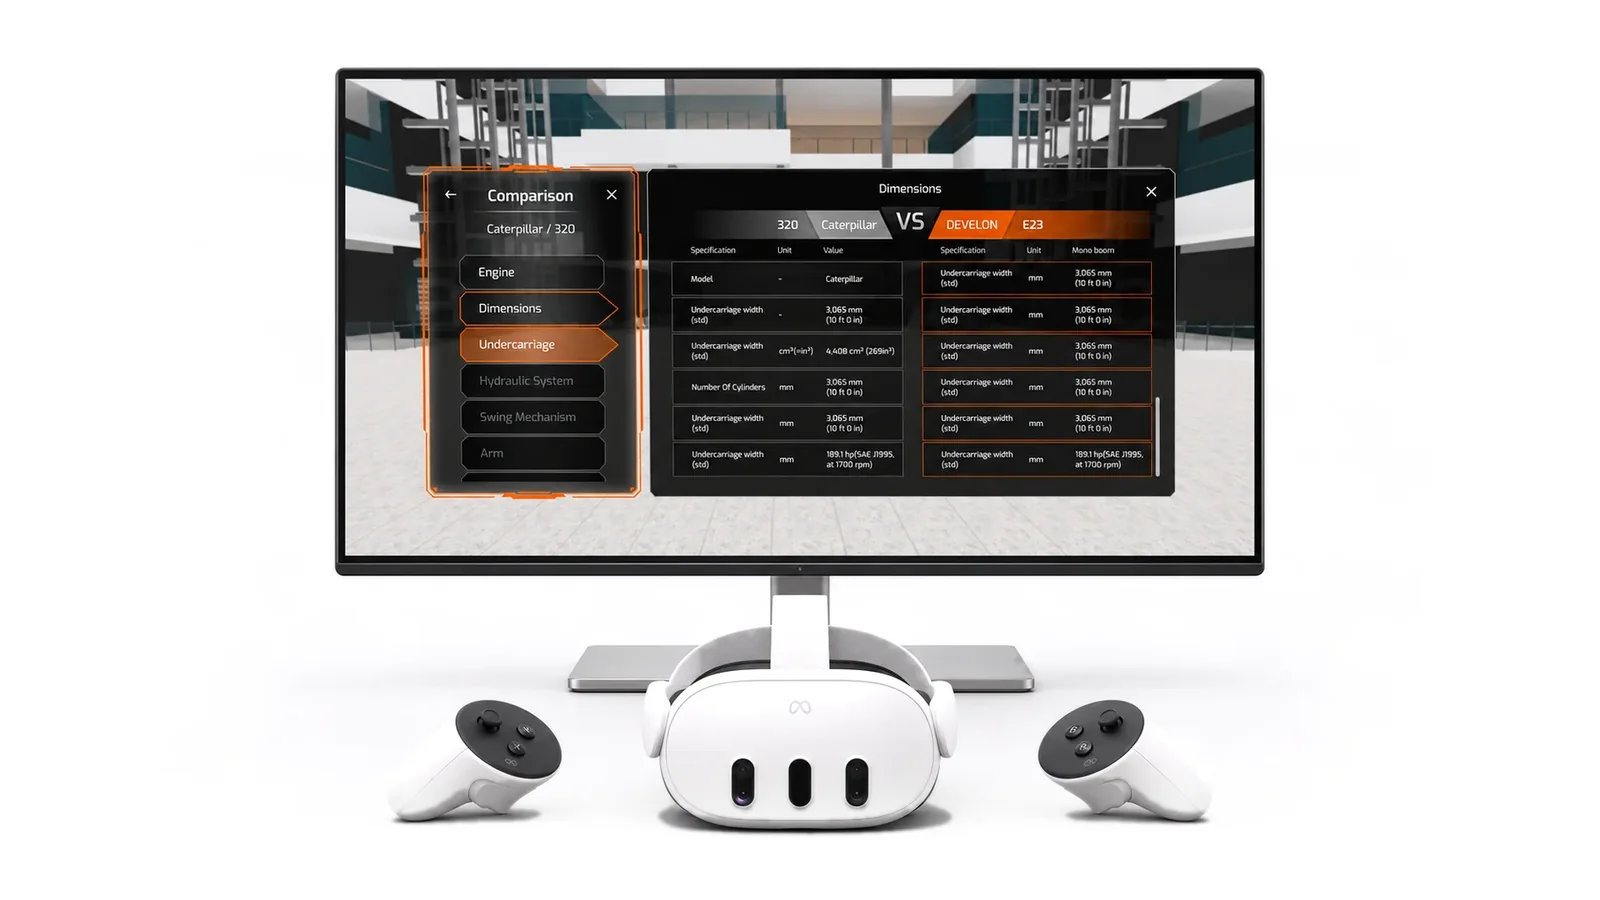 Comparison
Caterpillar / 320
Engine
Dimensions
Undercarriage
Hydraulic System
Swing Mechanism
Arm
Dimensions
320 Caterpillar VS DEVELON E23
Specification Unit Value Specification Unit Mono boom
Model - Caterpillar
Undercarriage width
(std) mm 3,065 mm
(10 ft 0 in)
Undercarriage width
(std) - 3,065 mm
(10 ft 0 in)
Undercarriage width
(std) mm 3,065 mm
(10 ft 0 in)
Undercarriage width
(std) cm³(=in³) 4,408 cm³ (269in³)
Undercarriage width
(std) mm 3,065 mm
(10 ft 0 in)
Number Of Cylinders mm 3,065 mm
(10 ft 0 in)
Undercarriage width
(std) mm 3,065 mm
(10 ft 0 in)
Undercarriage width
(std) mm 3,065 mm
(10 ft 0 in)
Undercarriage width
(std) mm 3,065 mm
(10 ft 0 in)
Undercarriage width
(std) mm 189.1 hp(SAE J1995,
at 1700 rpm)
Undercarriage width
(std) mm 189.1 hp(SAE J1995,
at 1700 rpm)